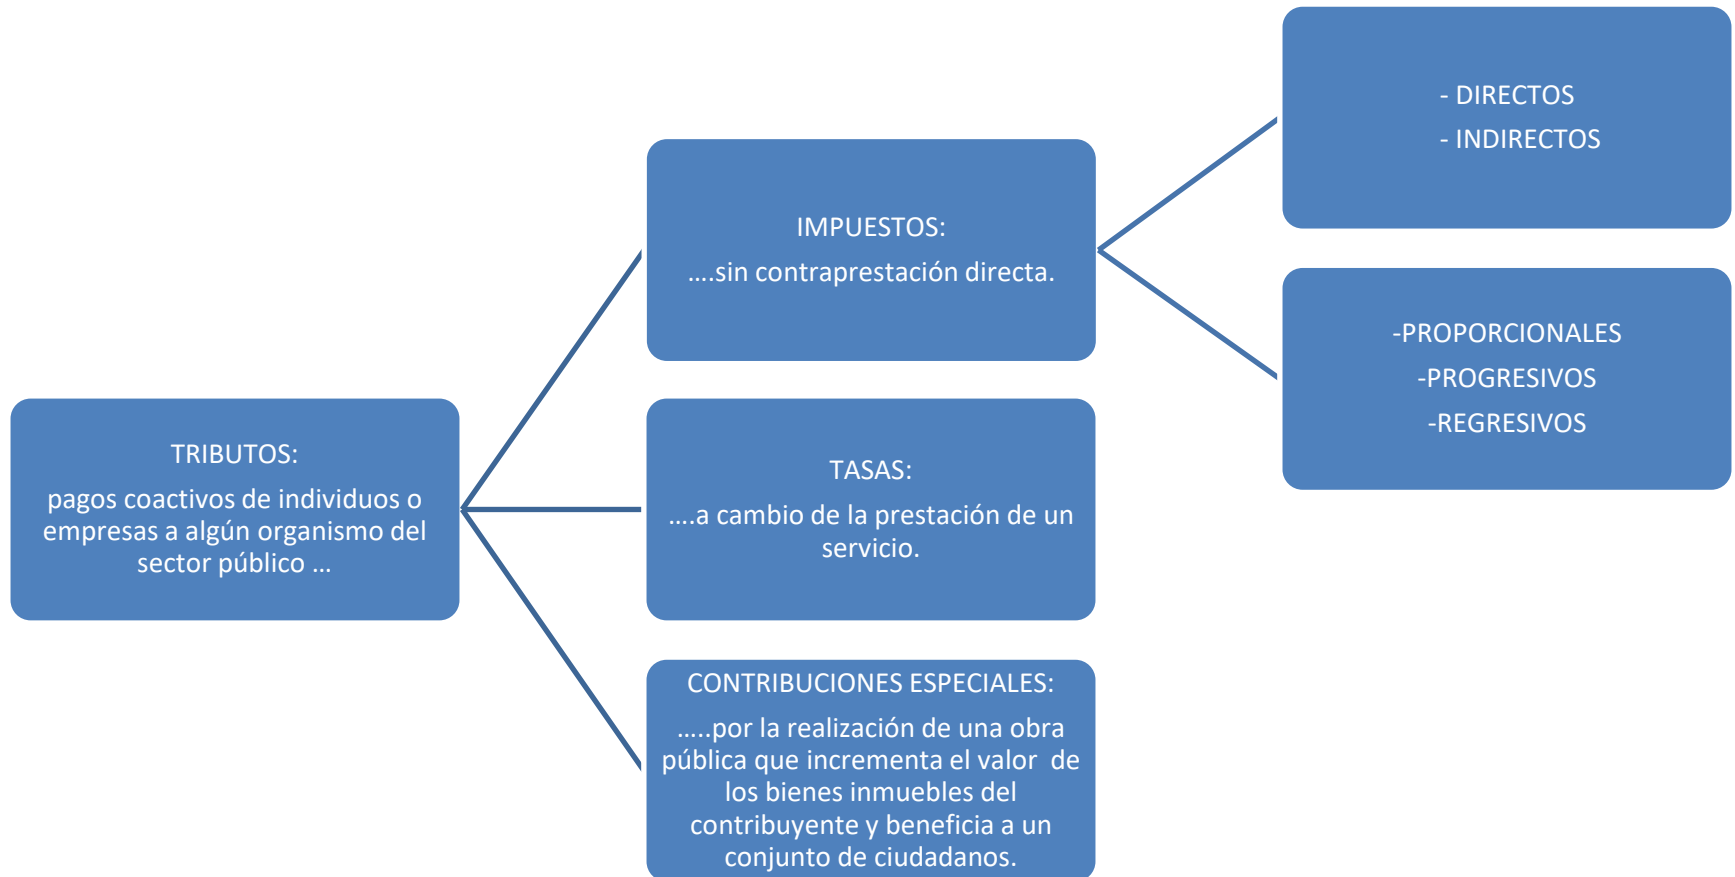 TRIBUTOS:
pagos coactivos de individuos o
empresas a algún organismo del
sector público ...
IMPUESTOS:
....sin contraprestación directa.
- DIRECTOS
- INDIRECTOS
-PROPORCIONALES
-PROGRESIVOS
-REGRESIVOS
TASAS:
....a cambio de la prestación de un
servicio.
CONTRIBUCIONES ESPECIALES:
.....por la realización de una obra
pública que incrementa el valor  de
los bienes inmuebles del
contribuyente y beneficia a un
conjunto de ciudadanos.